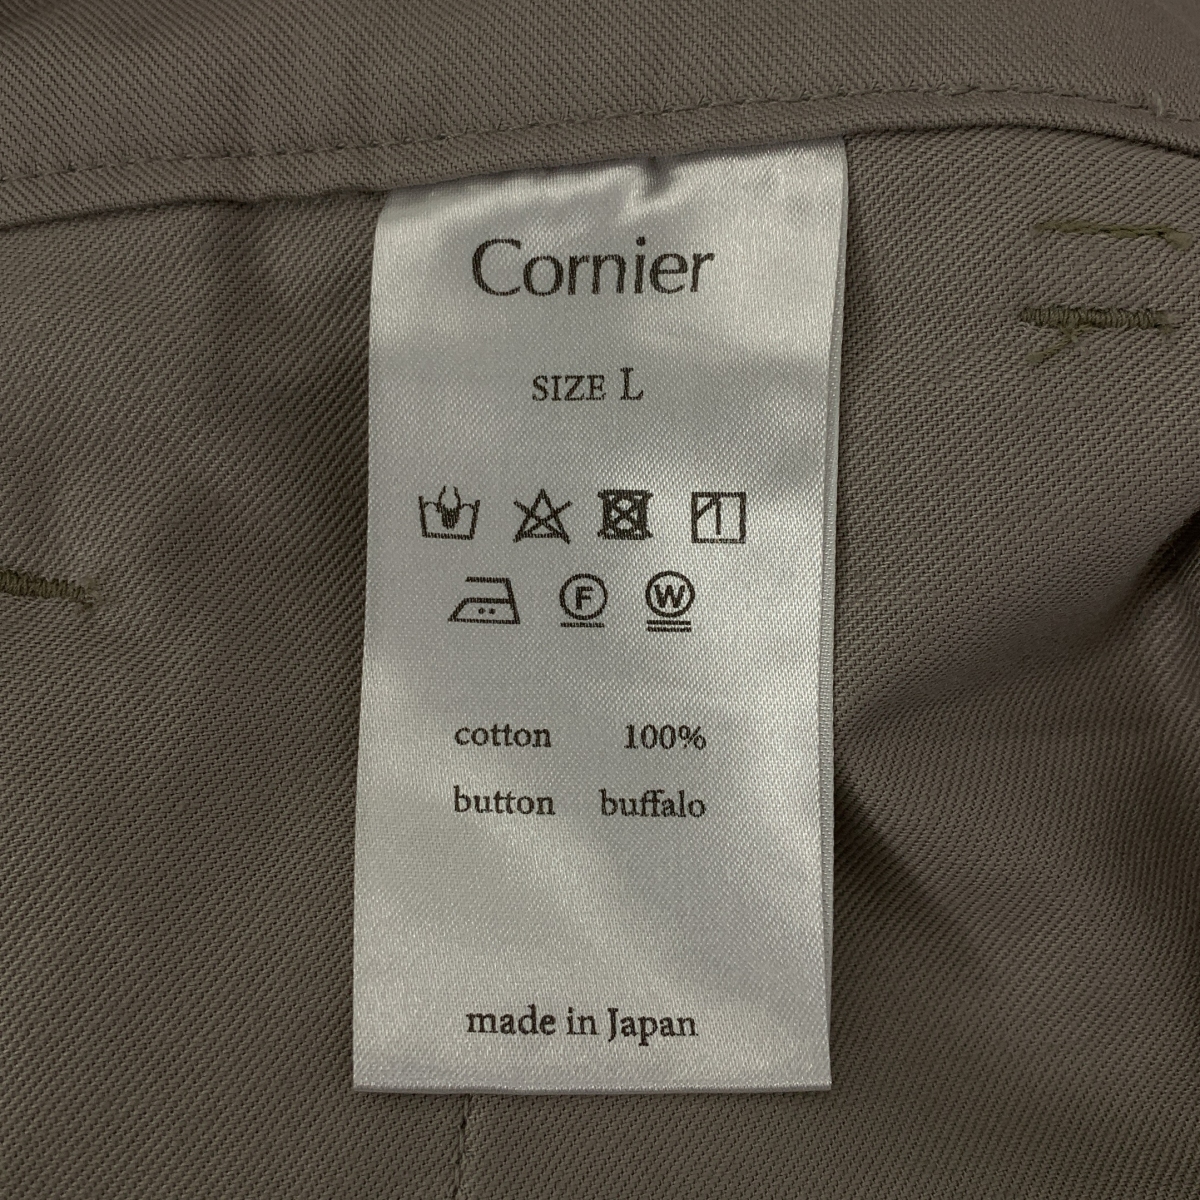 Cornier
SIZE L
F W
cotton 100%
button buffalo
made in Japan